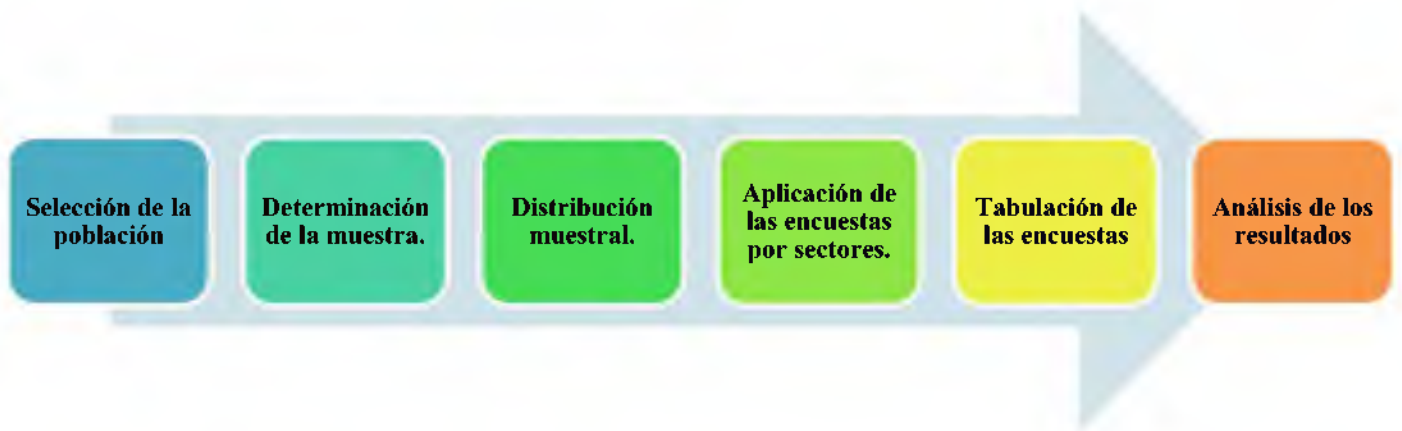 Selección de la
población
Determinación
de la muestra.
Distribución
muestral.
Aplicación de
las encuestas
por sectores.
Tabulación de
las encuestas
Análisis de los
resultados